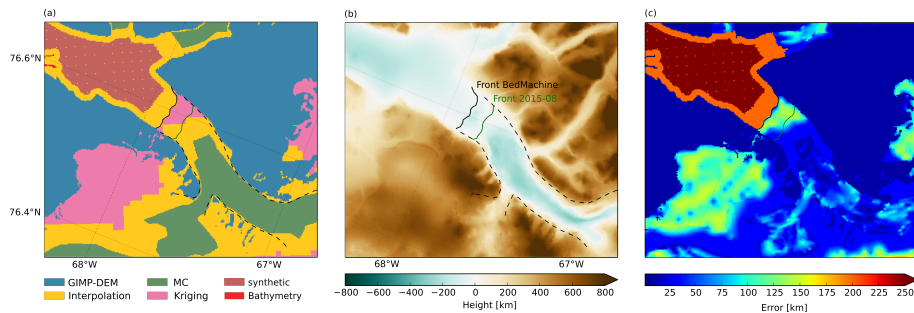 (a)
(b)
(c)
76.6°N
76.4°N
Front BedMachine
Front 2015-08
68°W
67°W
68°W
67°W
68°W
67°W
GIMP-DEM
MC
synthetic
Interpolation
Kriging
Bathymetry
−800
−600
−400
−200
0
200
400
600
800
Height [km]
25
50
75
100
125
150
175
200
225
250
Error [km]